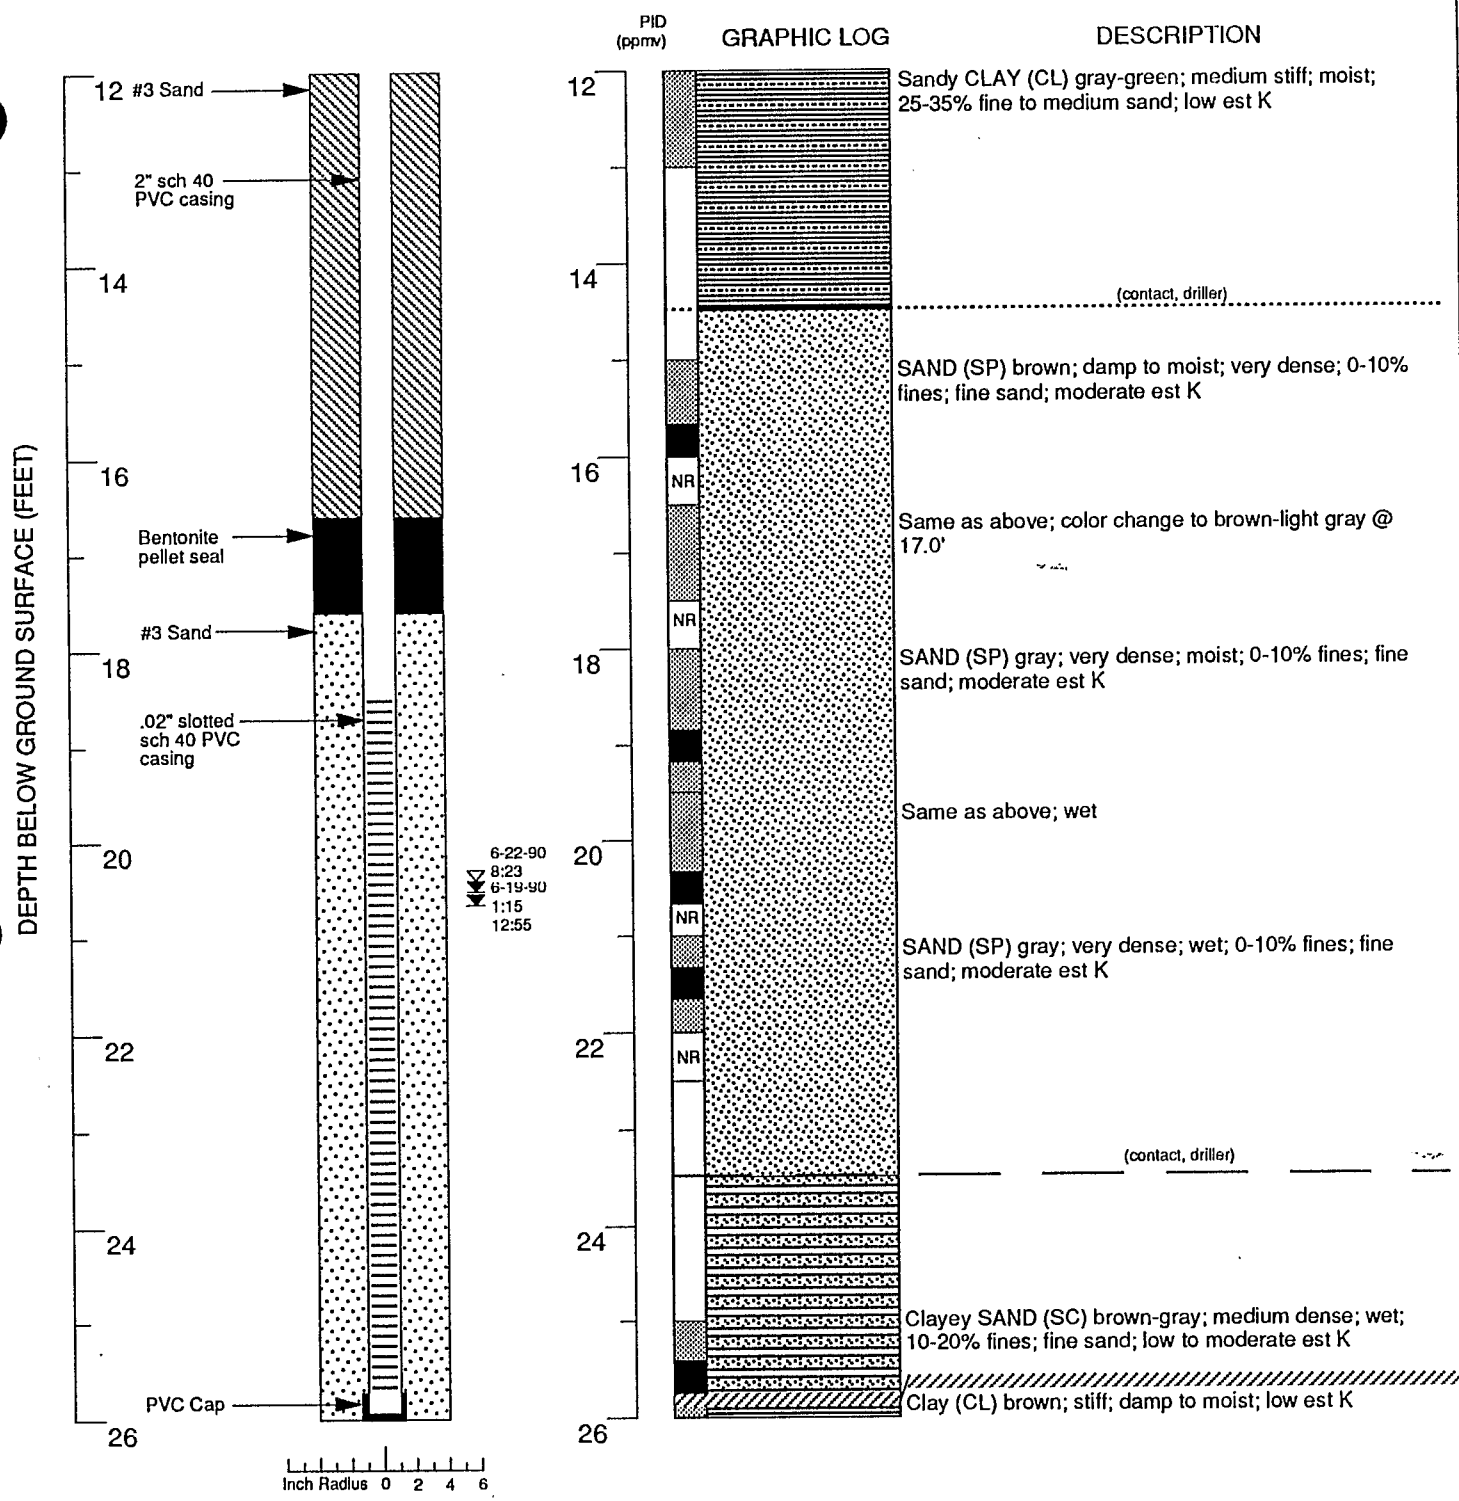 PID
(ppmv)
GRAPHIC LOG
DESCRIPTION
DEPTH BELOW GROUND SURFACE (FEET)
12
14
16
18
20
22
24
26
#3 Sand
2" sch 40
PVC casing
Bentonite
pellet seal
#3 Sand
.02" slotted
sch 40 PVC
casing
PVC Cap
Inch Radius 0 2 4 6
6-22-90
8:23
6-19-90
1:15
12:55
12
14
16
18
20
22
24
26
NR
NR
NR
NR
Sandy CLAY (CL) gray-green; medium stiff; moist;
25-35% fine to medium sand; low est K
(contact, driller)
SAND (SP) brown; damp to moist; very dense; 0-10%
fines; fine sand; moderate est K
Same as above; color change to brown-light gray @
17.0'
SAND (SP) gray; very dense; moist; 0-10% fines; fine
sand; moderate est K
Same as above; wet
SAND (SP) gray; very dense; wet; 0-10% fines; fine
sand; moderate est K
(contact, driller)
Clayey SAND (SC) brown-gray; medium dense; wet;
10-20% fines; fine sand; low to moderate est K
Clay (CL) brown; stiff; damp to moist; low est K